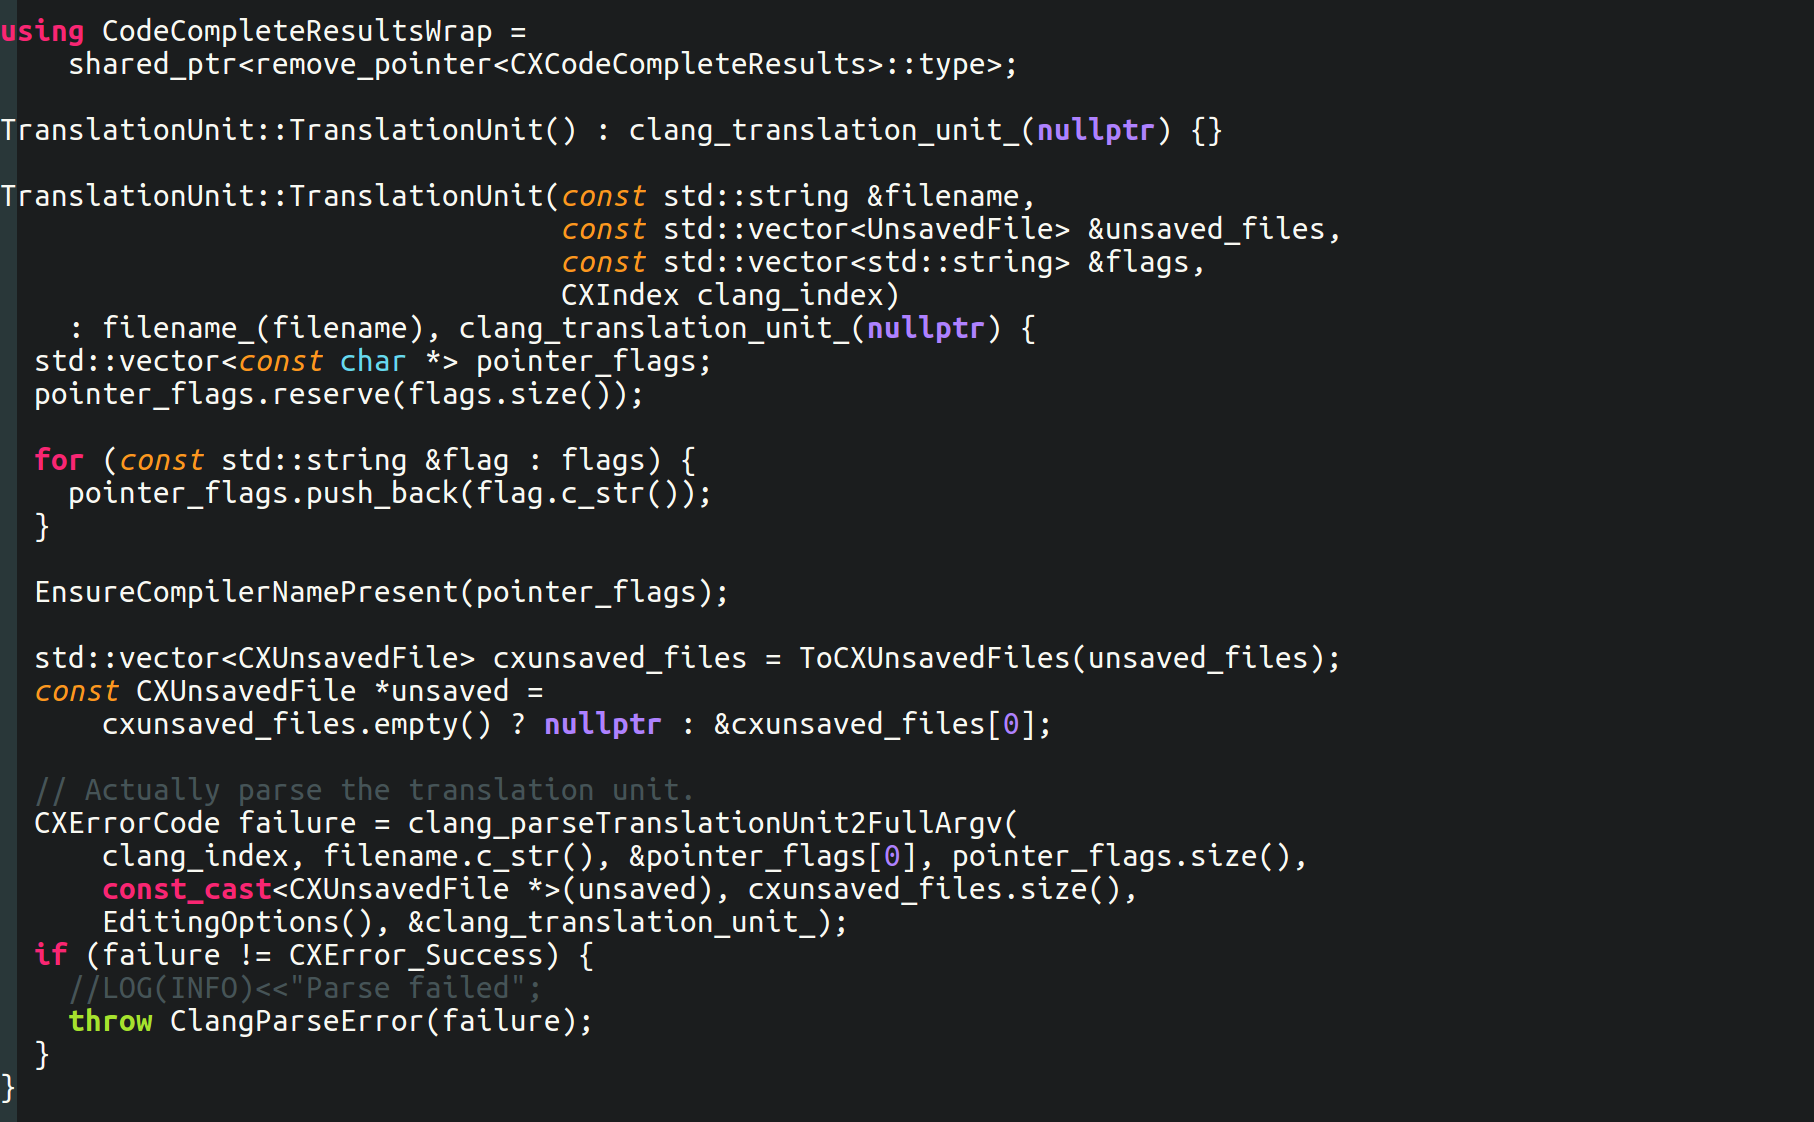 using CodeCompleteResultsWrap =
    shared_ptr<remove_pointer<CXCodeCompleteResults>::type>;

TranslationUnit::TranslationUnit() : clang_translation_unit_(nullptr) {}

TranslationUnit::TranslationUnit(const std::string &filename,
                                 const std::vector<UnsavedFile> &unsaved_files,
                                 const std::vector<std::string> &flags,
                                 CXIndex clang_index)
    : filename_(filename), clang_translation_unit_(nullptr) {
  std::vector<const char *> pointer_flags;
  pointer_flags.reserve(flags.size());

  for (const std::string &flag : flags) {
    pointer_flags.push_back(flag.c_str());
  }

  EnsureCompilerNamePresent(pointer_flags);

  std::vector<CXUnsavedFile> cxunsaved_files = ToCXUnsavedFiles(unsaved_files);
  const CXUnsavedFile *unsaved =
      cxunsaved_files.empty() ? nullptr : &cxunsaved_files[0];

  // Actually parse the translation unit.
  CXErrorCode failure = clang_parseTranslationUnit2FullArgv(
      clang_index, filename.c_str(), &pointer_flags[0], pointer_flags.size(),
      const_cast<CXUnsavedFile *>(unsaved), cxunsaved_files.size(),
      EditingOptions(), &clang_translation_unit_);
  if (failure != CXError_Success) {
    //LOG(INFO)<<"Parse failed";
    throw ClangParseError(failure);
  }
}